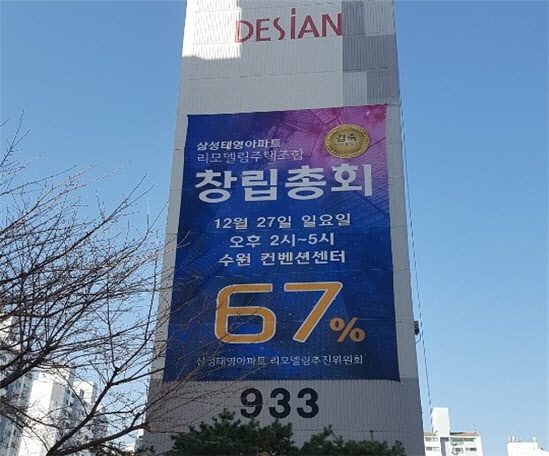 DESiAN
경축
삼성태영아파트
리모델링주택조합
창립총회
12월 27일 일요일
오후 2시~5시
수원 컨벤션센터
67%
삼성태영아파트 리모델링추진위원회
933